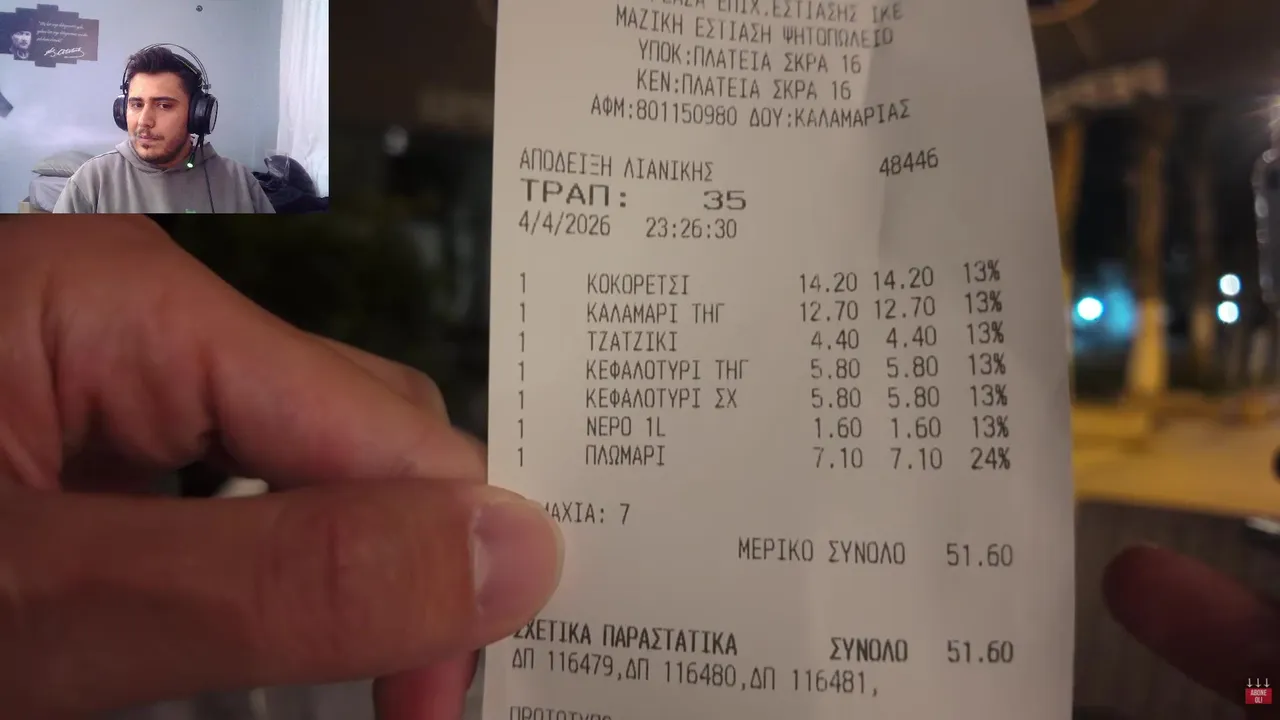 ΕΠΙΧ.ΕΣΤΙΑΣΗΣ ΙΚΕ
ΜΑΖΙΚΗ ΕΣΤΙΑΣΗ ΨΗΤΟΠΩΛΕΙΟ
ΥΠΟΚ:ΠΛΑΤΕΙΑ ΣΚΡΑ 16
ΚΕΝ:ΠΛΑΤΕΙΑ ΣΚΡΑ 16
ΑΦΜ:801150980 ΔΟΥ:ΚΑΛΑΜΑΡΙΑΣ
ΑΠΟΔΕΙΞΗ ΛΙΑΝΙΚΗΣ 48446
ΤΡΑΠ: 35
4/4/2026 23:26:30
1 ΚΟΚΟΡΕΤΣΙ 14.20 14.20 13%
1 ΚΑΛΑΜΑΡΙ ΤΗΓ 12.70 12.70 13%
1 ΤΖΑΤΖΙΚΙ 4.40 4.40 13%
1 ΚΕΦΑΛΟΤΥΡΙ ΤΗΓ 5.80 5.80 13%
1 ΚΕΦΑΛΟΤΥΡΙ ΣΧ 5.80 5.80 13%
1 ΝΕΡΟ 1L 1.60 1.60 13%
1 ΠΛΩΜΑΡΙ 7.10 7.10 24%
ΜΑΧΙΑ: 7
ΜΕΡΙΚΟ ΣΥΝΟΛΟ 51.60
ΣΧΕΤΙΚΑ ΠΑΡΑΣΤΑΤΙΚΑ ΣΥΝΟΛΟ 51.60
ΔΠ 116479,ΔΠ 116480,ΔΠ 116481,
ABONE
OL!